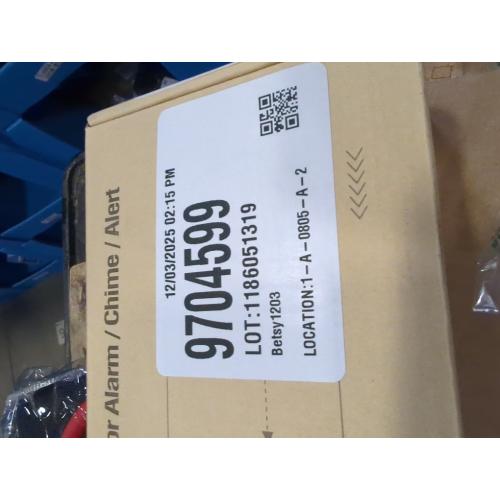 or Alarm / Chime / Alert
12/03/2025 02:15 PM
9704599
LOT:1186051319
Betsy1203
LOCATION:1-A-0805-A-2